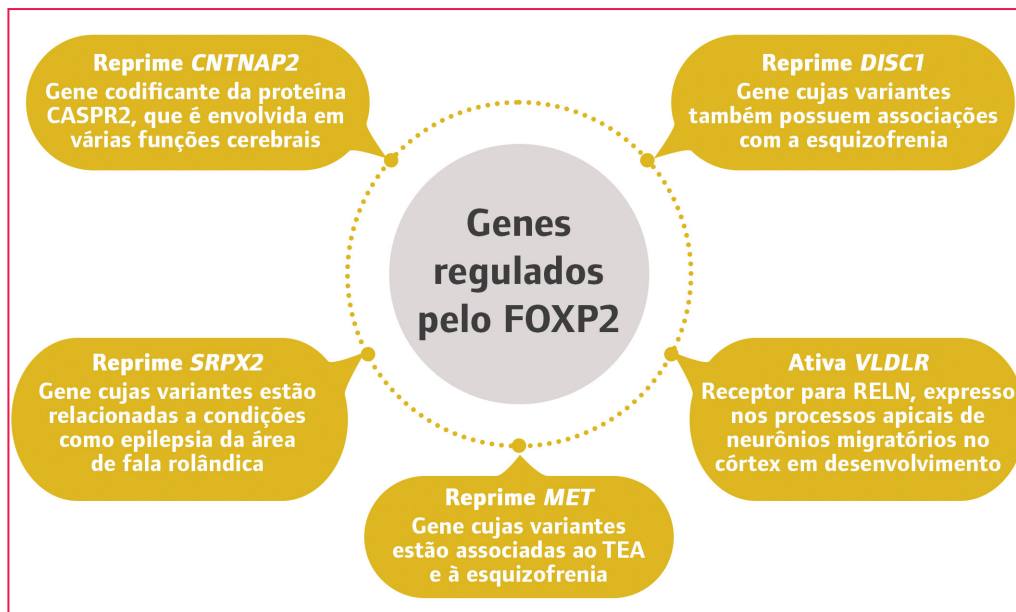 Reprime CNTNAP2
Gene codificante da proteína
CASPR2, que é envolvida em
várias funções cerebrais
Reprime DISC1
Gene cujas variantes
também possuem associações
com a esquizofrenia
Genes
regulados
pelo FOXP2
Reprime SRPX2
Gene cujas variantes estão
relacionadas a condições
como epilepsia da área
de fala rolândica
Ativa VLDLR
Receptor para RELN, expresso
nos processos apicais de
neurônios migratórios no
córtex em desenvolvimento
Reprime MET
Gene cujas variantes
estão associadas ao TEA
e à esquizofrenia